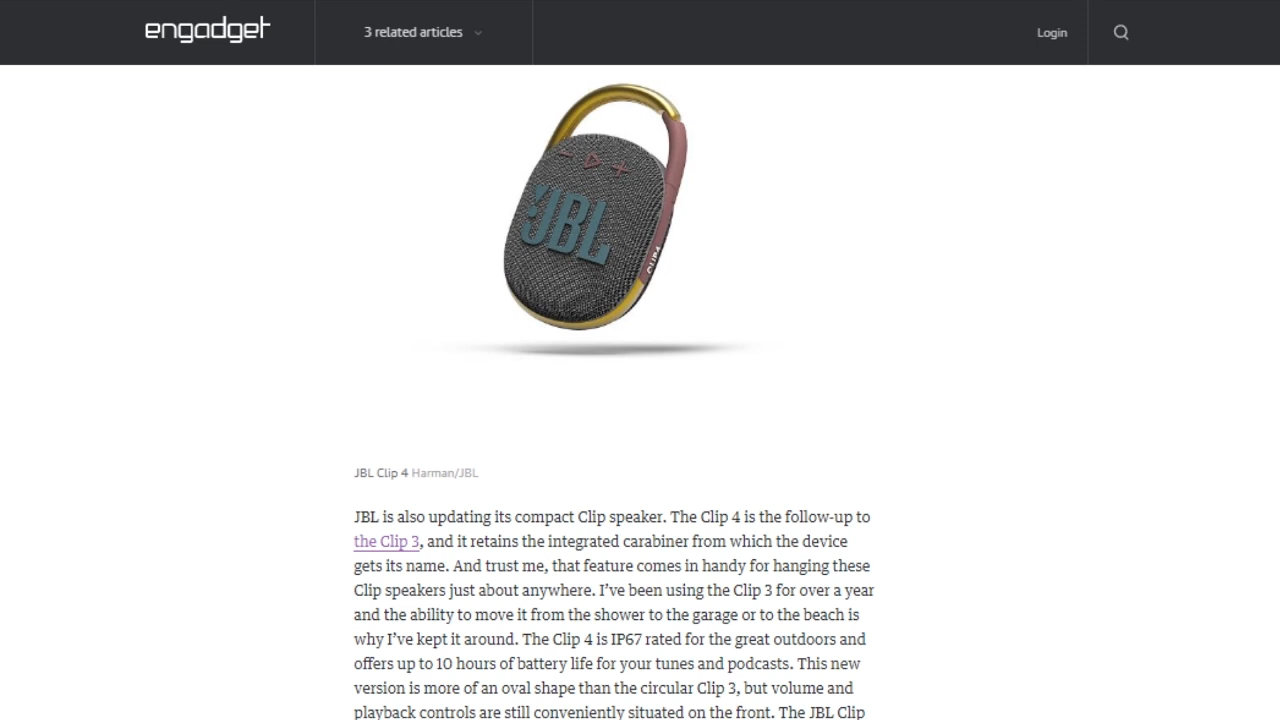 engadget
3 related articles
Login
JBL
CLIP4
JBL Clip 4 Harman/JBL
JBL is also updating its compact Clip speaker. The Clip 4 is the follow-up to
the Clip 3, and it retains the integrated carabiner from which the device
gets its name. And trust me, that feature comes in handy for hanging these
Clip speakers just about anywhere. I’ve been using the Clip 3 for over a year
and the ability to move it from the shower to the garage or to the beach is
why I’ve kept it around. The Clip 4 is IP67 rated for the great outdoors and
offers up to 10 hours of battery life for your tunes and podcasts. This new
version is more of an oval shape than the circular Clip 3, but volume and
playback controls are still conveniently situated on the front. The JBL Clip